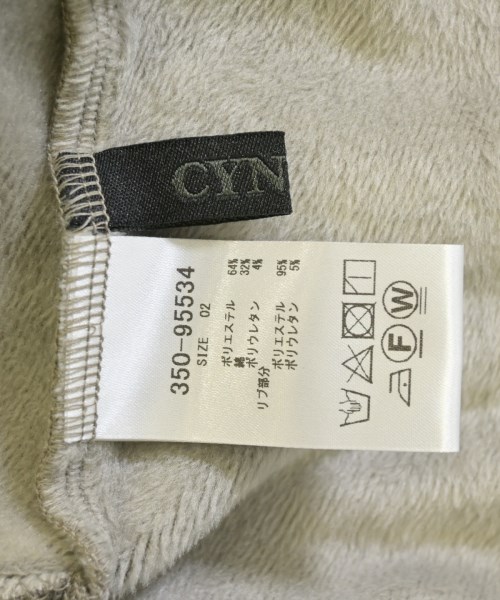 CYN
350-95534
SIZE 02
ポリエステル 64%
綿 32%
ポリウレタン 4%
リブ部分
ポリエステル 95%
ポリウレタン 5%
F W